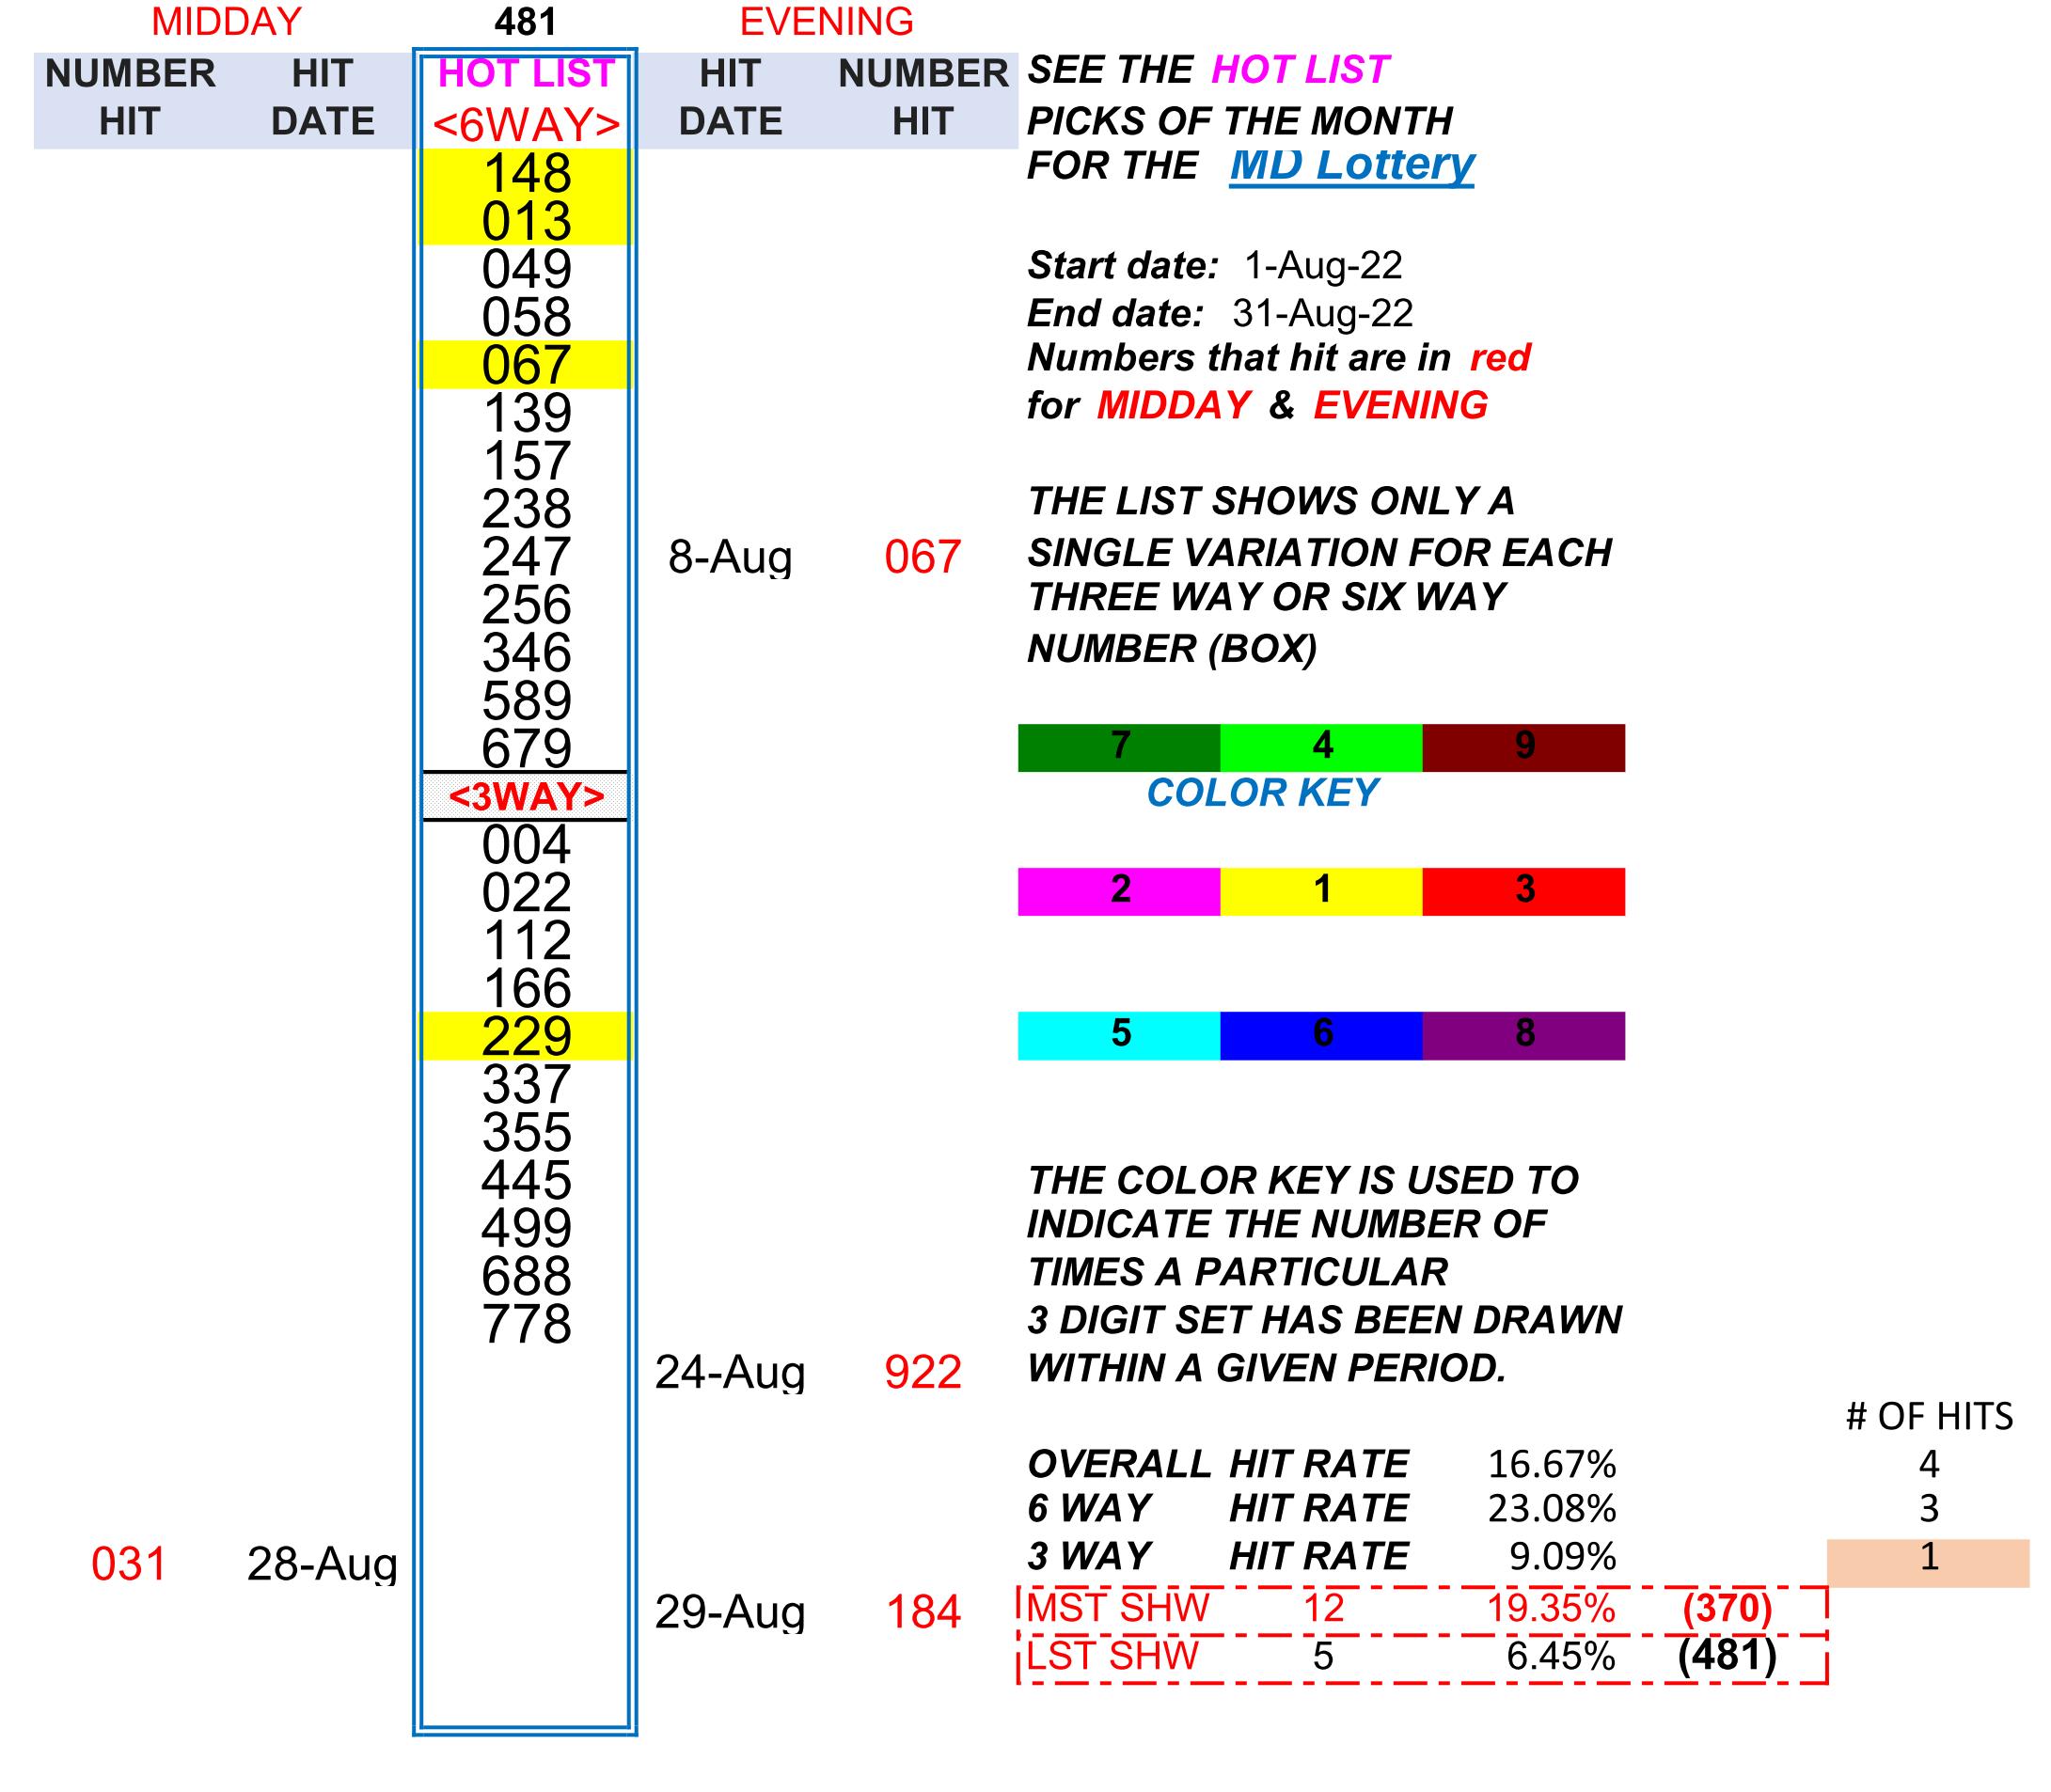 MIDDAY 481 EVENING
NUMBER HIT HOT LIST HIT NUMBER SEE THE HOT LIST
HIT DATE <6WAY> DATE HIT PICKS OF THE MONTH
148 FOR THE MD Lottery
013
049 Start date: 1-Aug-22
058 End date: 31-Aug-22
067 Numbers that hit are in red
139 for MIDDAY & EVENING
157
238 THE LIST SHOWS ONLY A
247 8-Aug 067 SINGLE VARIATION FOR EACH
256 THREE WAY OR SIX WAY
346 NUMBER (BOX)
589
679 7 4 9
<3WAY> COLOR KEY
004
022 2 1 3
112
166
229 5 6 8
337
355
445 THE COLOR KEY IS USED TO
499 INDICATE THE NUMBER OF
688 TIMES A PARTICULAR
778 3 DIGIT SET HAS BEEN DRAWN
24-Aug 922 WITHIN A GIVEN PERIOD.
# OF HITS
OVERALL HIT RATE 16.67% 4
6 WAY HIT RATE 23.08% 3
031 28-Aug 3 WAY HIT RATE 9.09% 1
29-Aug 184 MST SHW 12 19.35% (370)
LST SHW 5 6.45% (481)